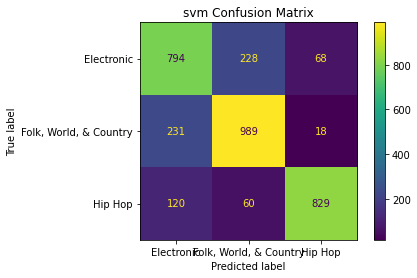 svm Confusion Matrix
True label
Electronic
794 228 68
Folk, World, & Country
231 989 18
Hip Hop
120 60 829
Electronic Folk, World, & Country Hip Hop
Predicted label
800
600
400
200